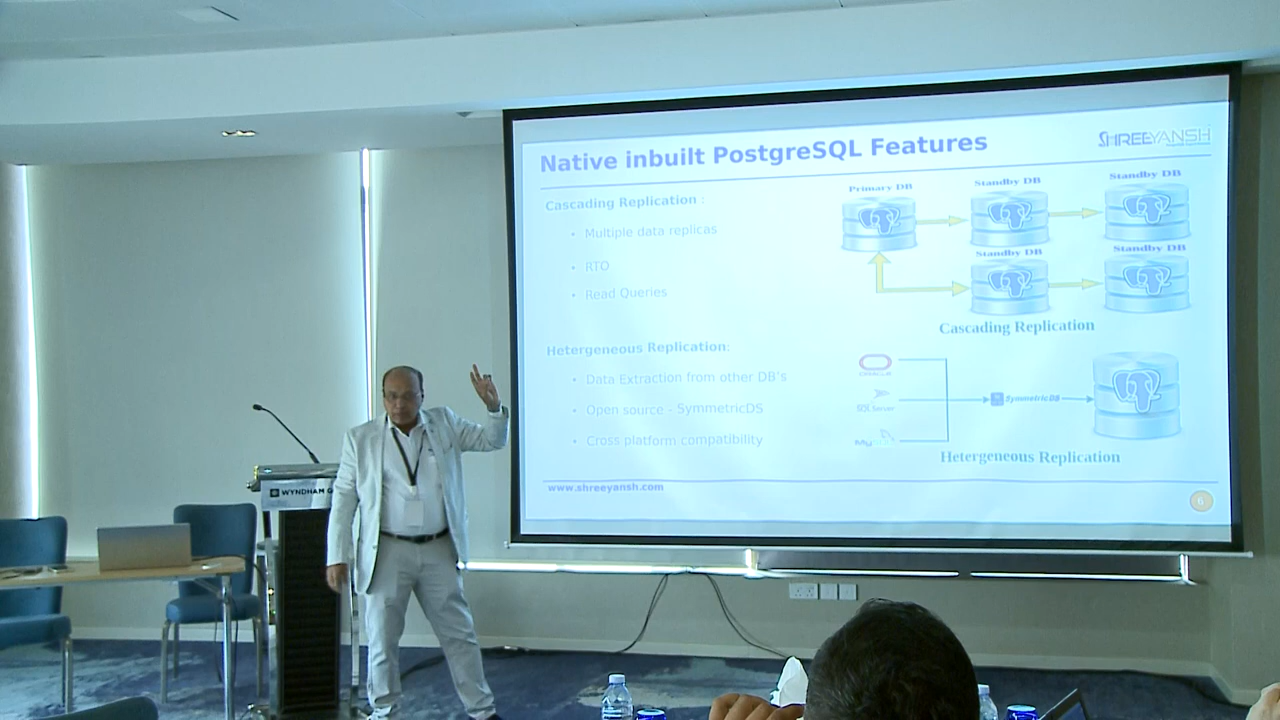 Native inbuilt PostgreSQL Features
SHREEYANSH
Cascading Replication :
• Multiple data replicas
• RTO
• Read Queries
Primary DB
Standby DB
Standby DB
Standby DB
Standby DB
Cascading Replication
Hetergeneous Replication:
• Data Extraction from other DB's
• Open source - SymmetricDS
• Cross platform compatibility
ORACLE
SQL Server
MySQL
SymmetricDS
Hetergeneous Replication
www.shreeyansh.com
6
WYNDHAM G